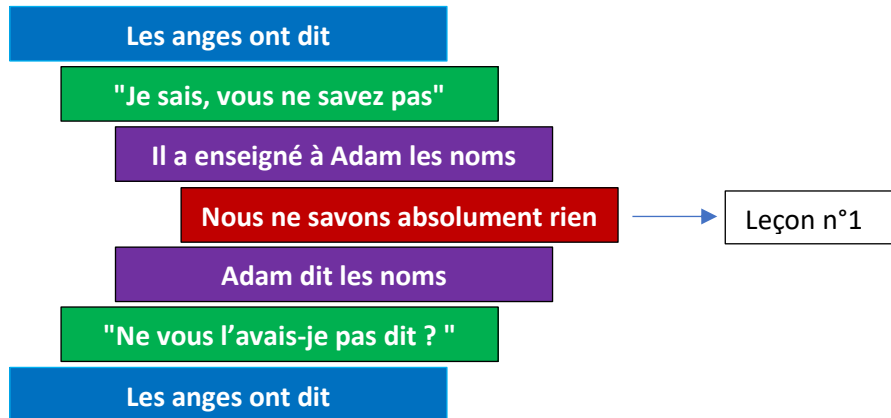 Les anges ont dit
"Je sais, vous ne savez pas"
Il a enseigné à Adam les noms
Nous ne savons absolument rien
Leçon n°1
Adam dit les noms
"Ne vous l’avais-je pas dit ? "
Les anges ont dit